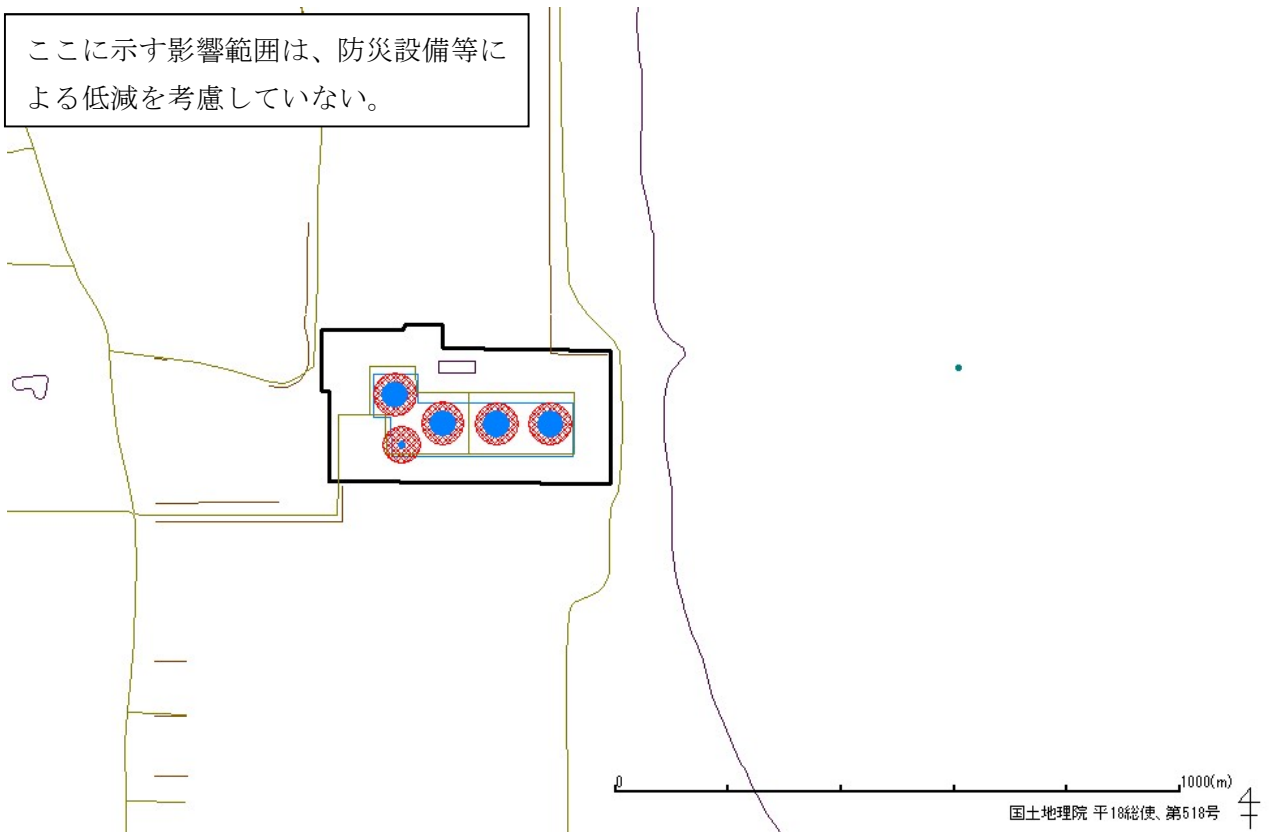 ここに示す影響範囲は、防災設備等に
よる低減を考慮していない。
0
1000(m)
国土地理院 平18総使、第518号